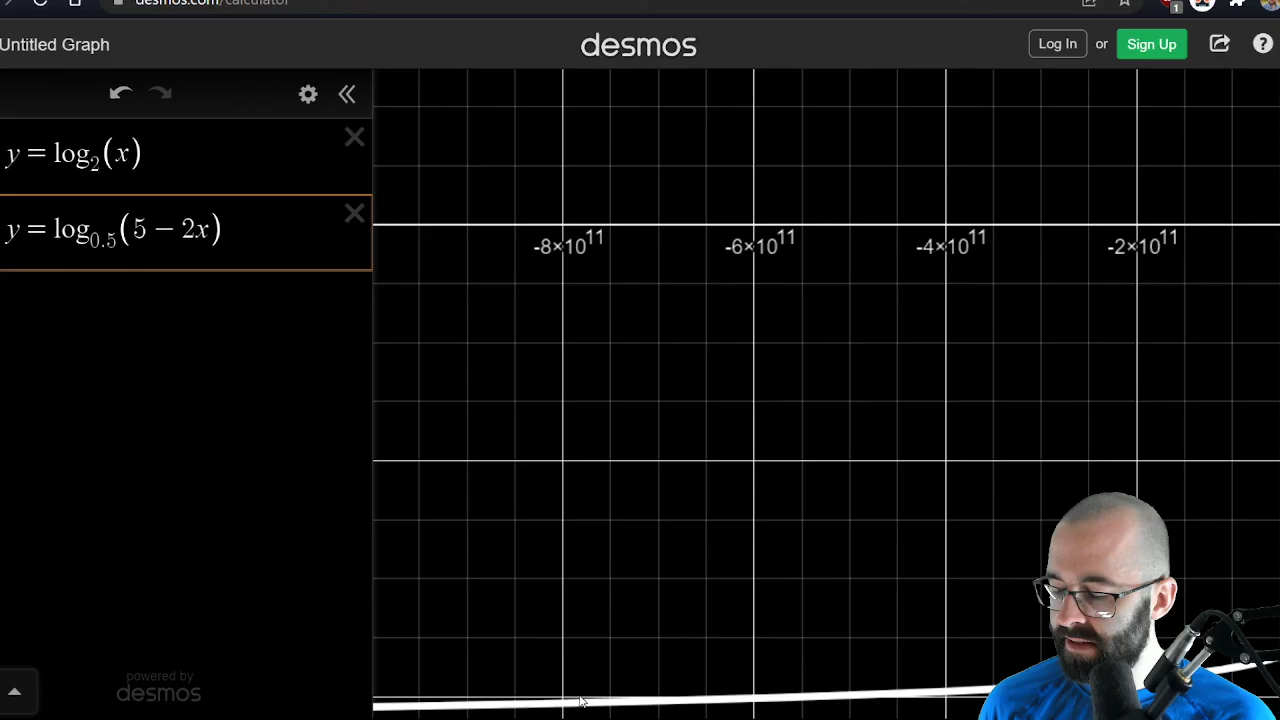 desmos.com/calculator
1
Untitled Graph
desmos
Log In or Sign Up
y = log₂(x)
y = log₀.₅(5 − 2x)
-8×10¹¹ -6×10¹¹ -4×10¹¹ -2×10¹¹
powered by
desmos